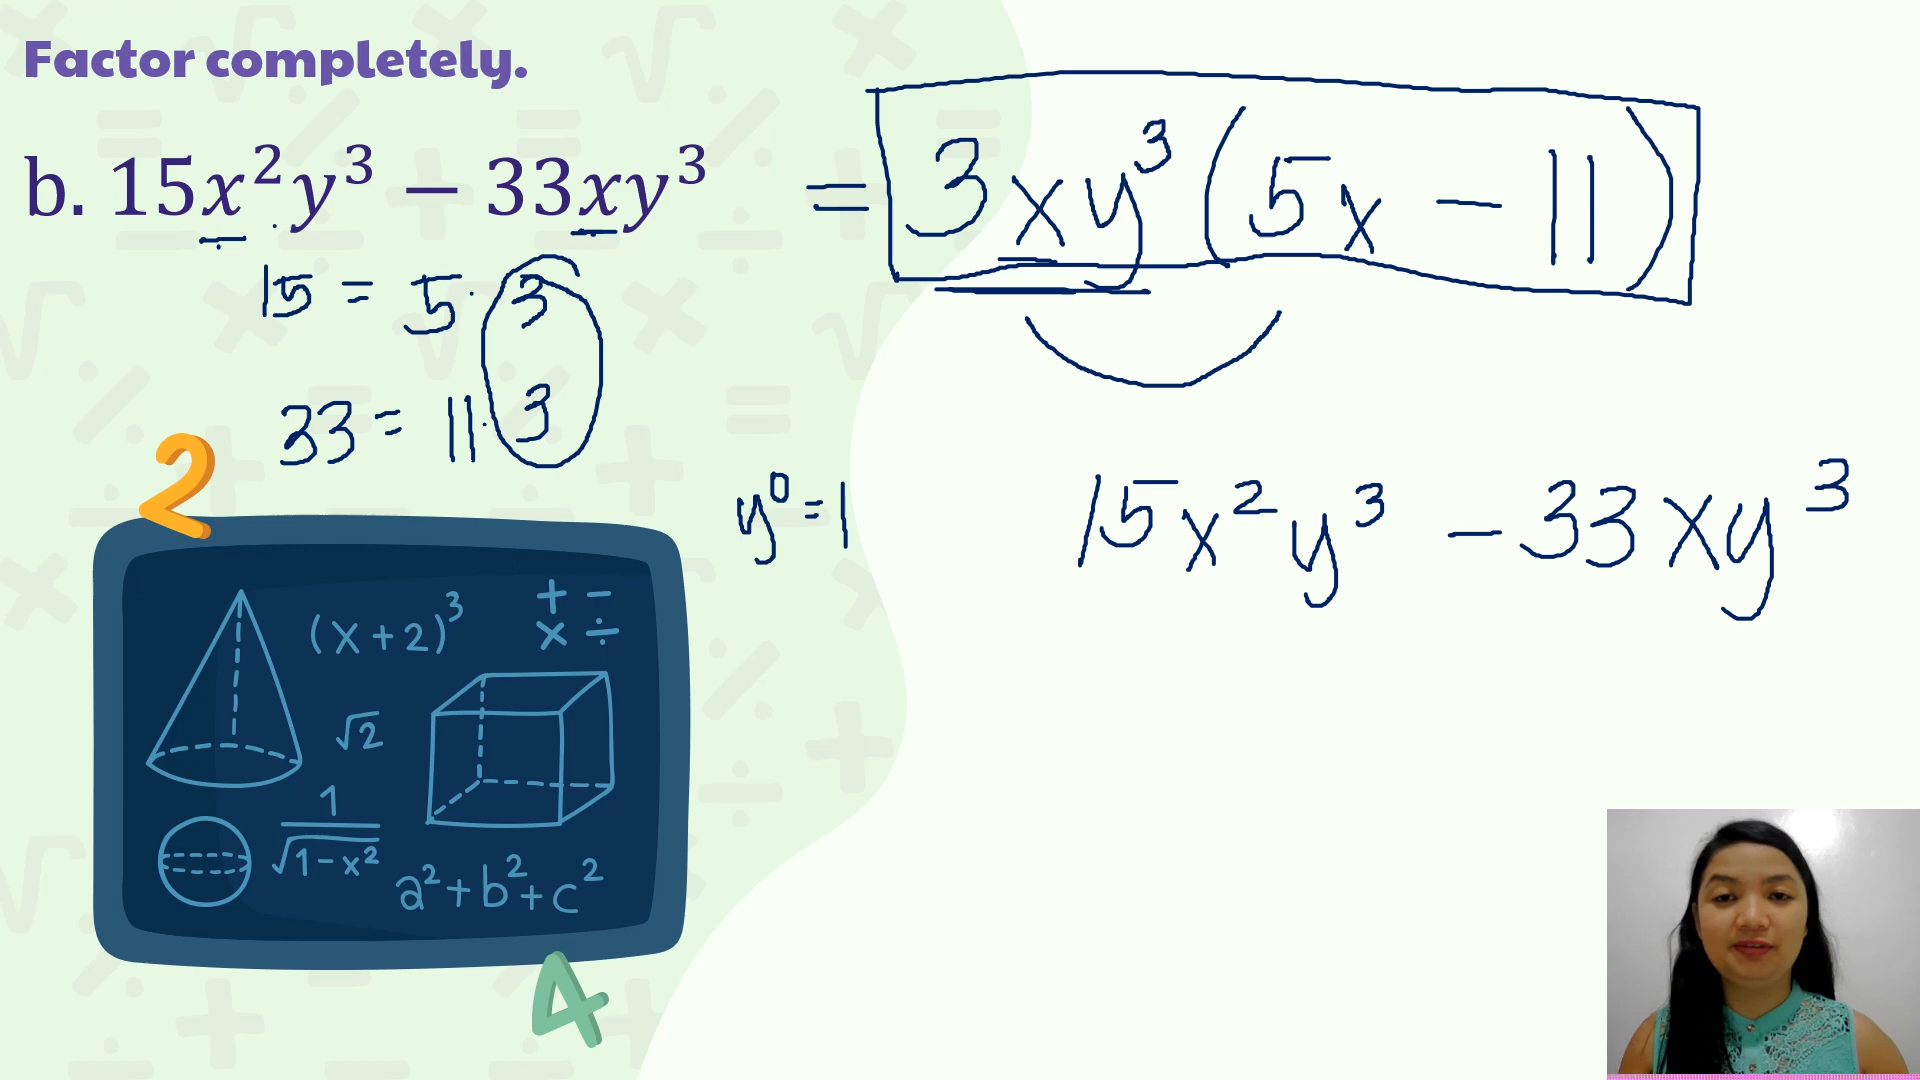 Factor completely.
b. 15x²y³ − 33xy³ = 3xy³(5x − 11)
15 = 5 · 3
33 = 11 · 3
y⁰ = 1
15x²y³ − 33xy³
2
(x + 2)³
+ −
× ÷
√2
1/√(1−x²)
a² + b² + c²
4